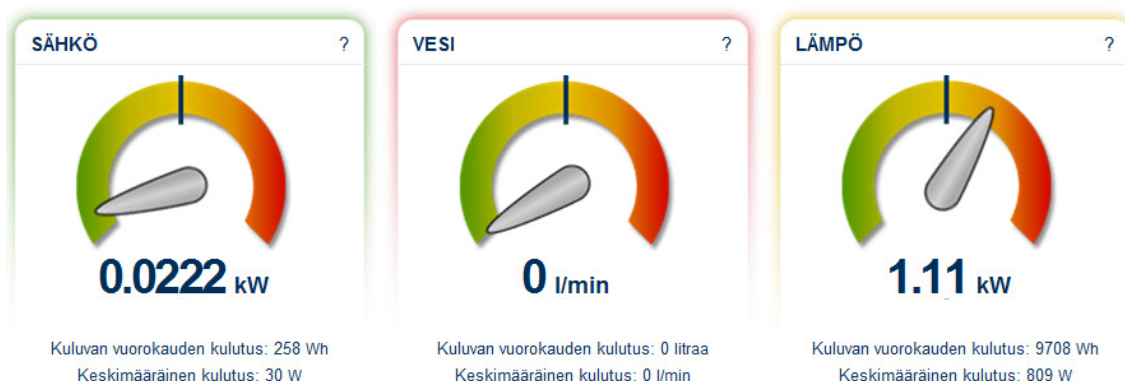 SÄHKÖ ?
0.0222 kW
Kuluvan vuorokauden kulutus: 258 Wh
Keskimääräinen kulutus: 30 W
VESI ?
0 l/min
Kuluvan vuorokauden kulutus: 0 litraa
Keskimääräinen kulutus: 0 l/min
LÄMPÖ ?
1.11 kW
Kuluvan vuorokauden kulutus: 9708 Wh
Keskimääräinen kulutus: 809 W